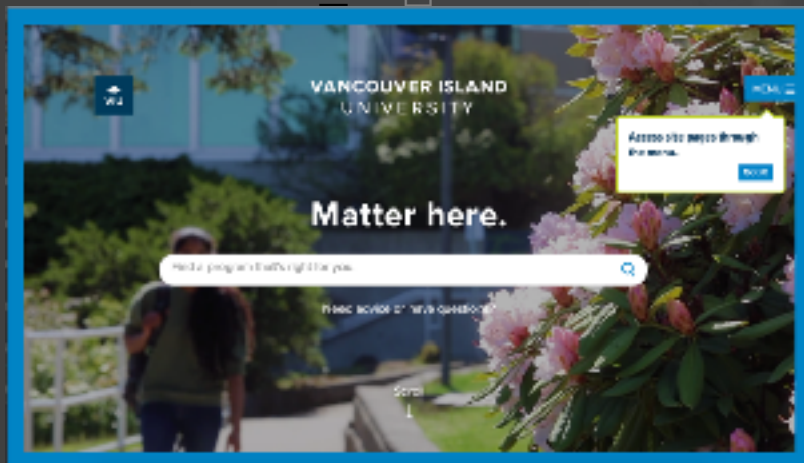 VIU
VANCOUVER ISLAND
UNIVERSITY
MENU
Access site pages through
the menu.
Got it!
Matter here.
Find a program that's right for you.
Need advice or have questions?
Scroll